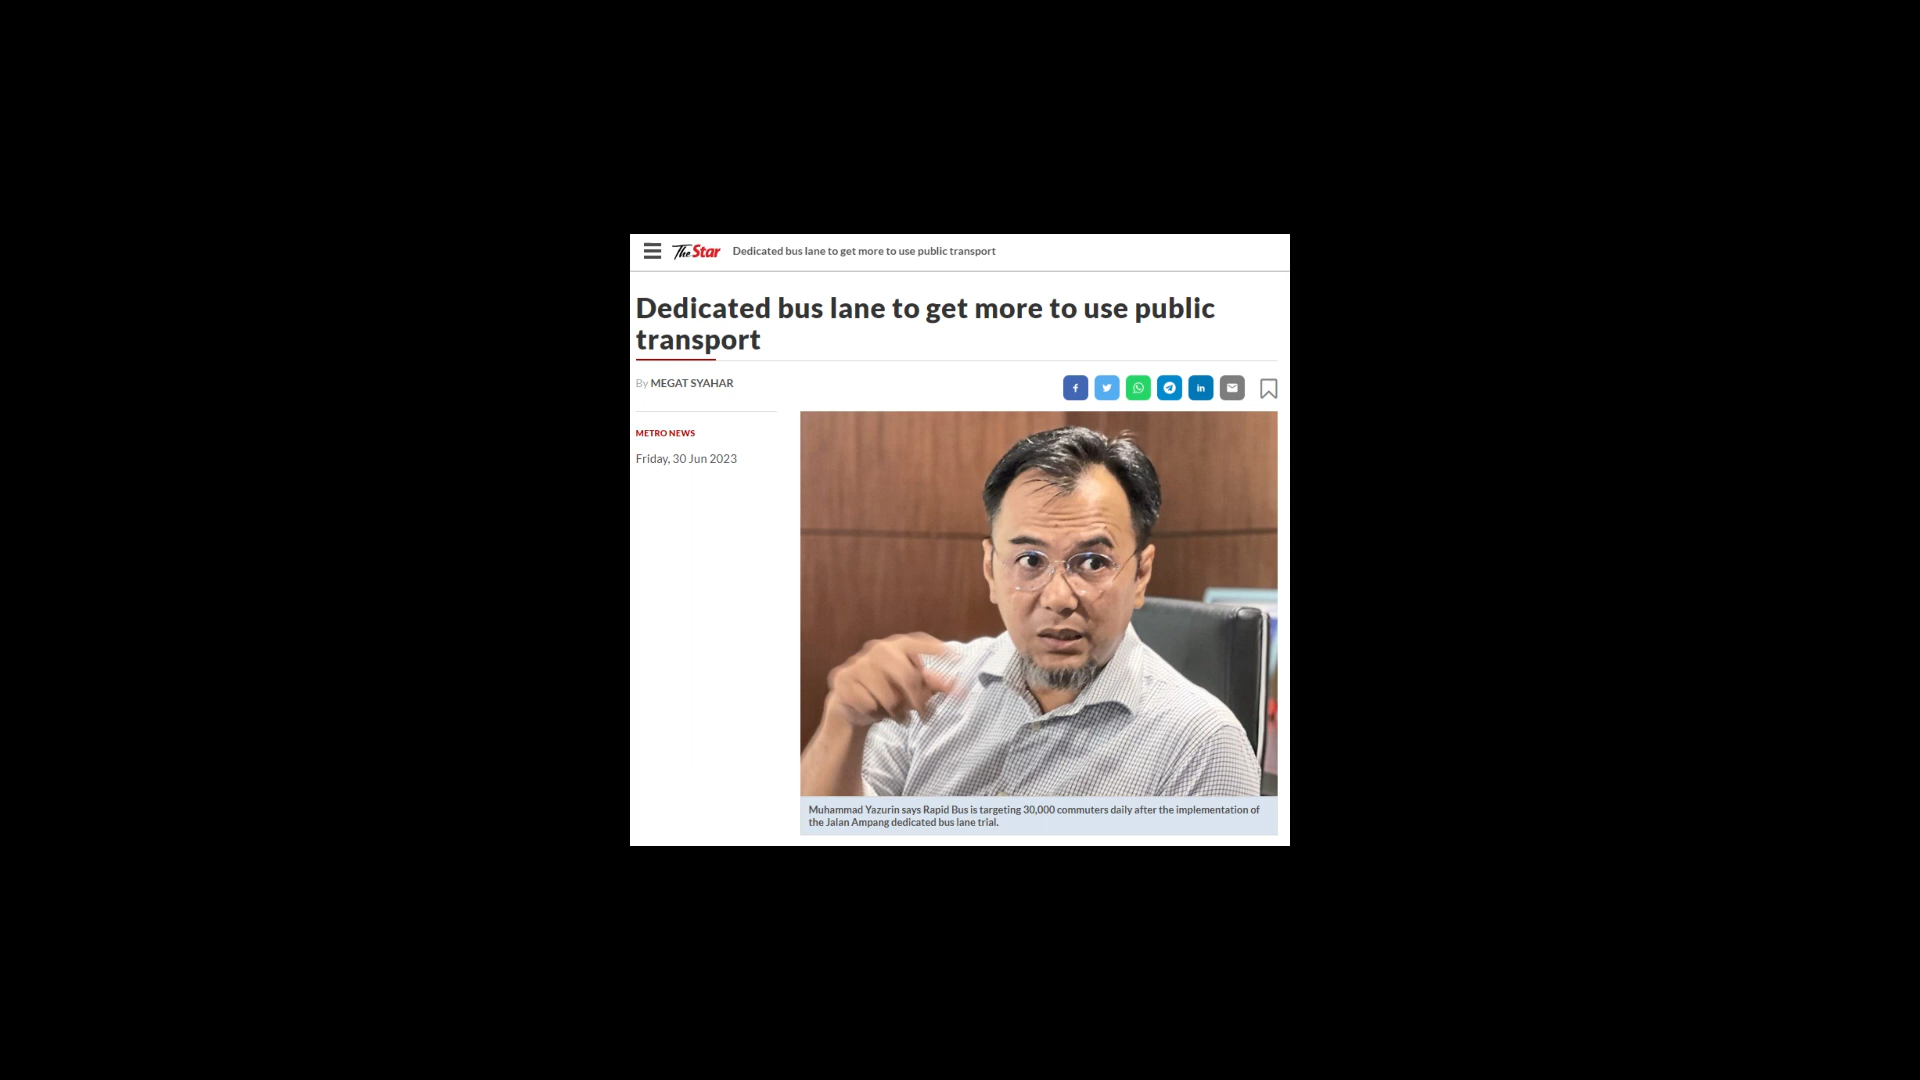 The Star Dedicated bus lane to get more to use public transport
Dedicated bus lane to get more to use public
transport
By MEGAT SYAHAR
f
in
METRO NEWS
Friday, 30 Jun 2023
Muhammad Yazurin says Rapid Bus is targeting 30,000 commuters daily after the implementation of
the Jalan Ampang dedicated bus lane trial.